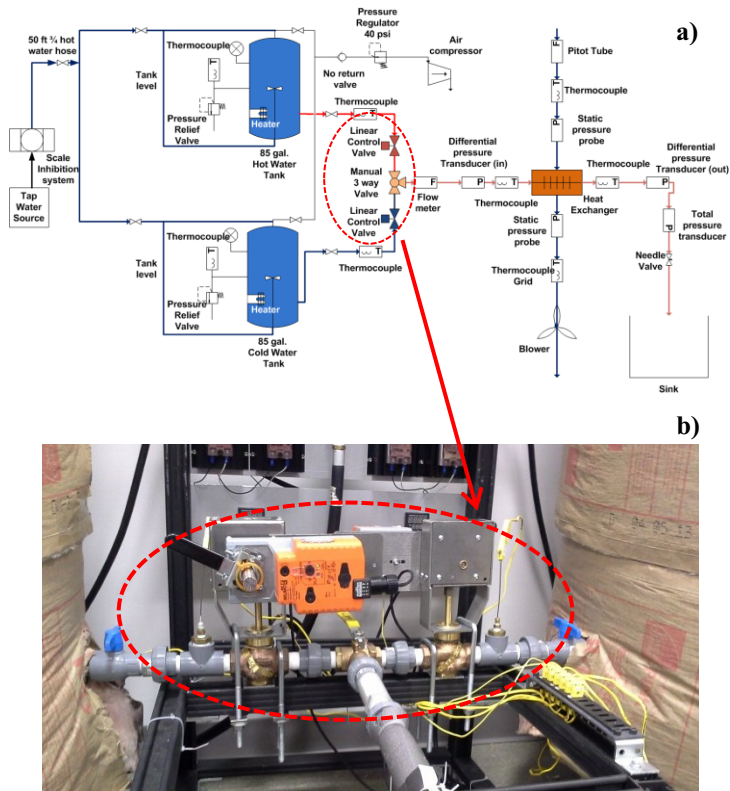 a)
50 ft ¾ hot
water hose
Thermocouple
T
Tank
level
Pressure
Relief Valve
Heater
85 gal.
Hot Water
Tank
Pressure
Regulator
40 psi
Air
compressor
No return
valve
Thermocouple
T
Linear
Control
Valve
Manual
3 way
Valve
Linear
Control
Valve
T
Thermocouple
Scale
Inhibition
system
Tap
Water
Source
Thermocouple
T
Tank
level
Pressure
Relief
Valve
Heater
85 gal.
Cold Water
Tank
F
Flow
meter
Differential
pressure
Transducer (in)
P
T
Thermocouple
F
Pitot Tube
T
Thermocouple
P
Static
pressure
probe
Heat
Exchanger
Thermocouple
T
Differential
pressure
Transducer (out)
P
P
Total
pressure
transducer
Needle
Valve
Sink
Static
pressure
probe
P
Thermocouple
Grid
T
Blower
b)